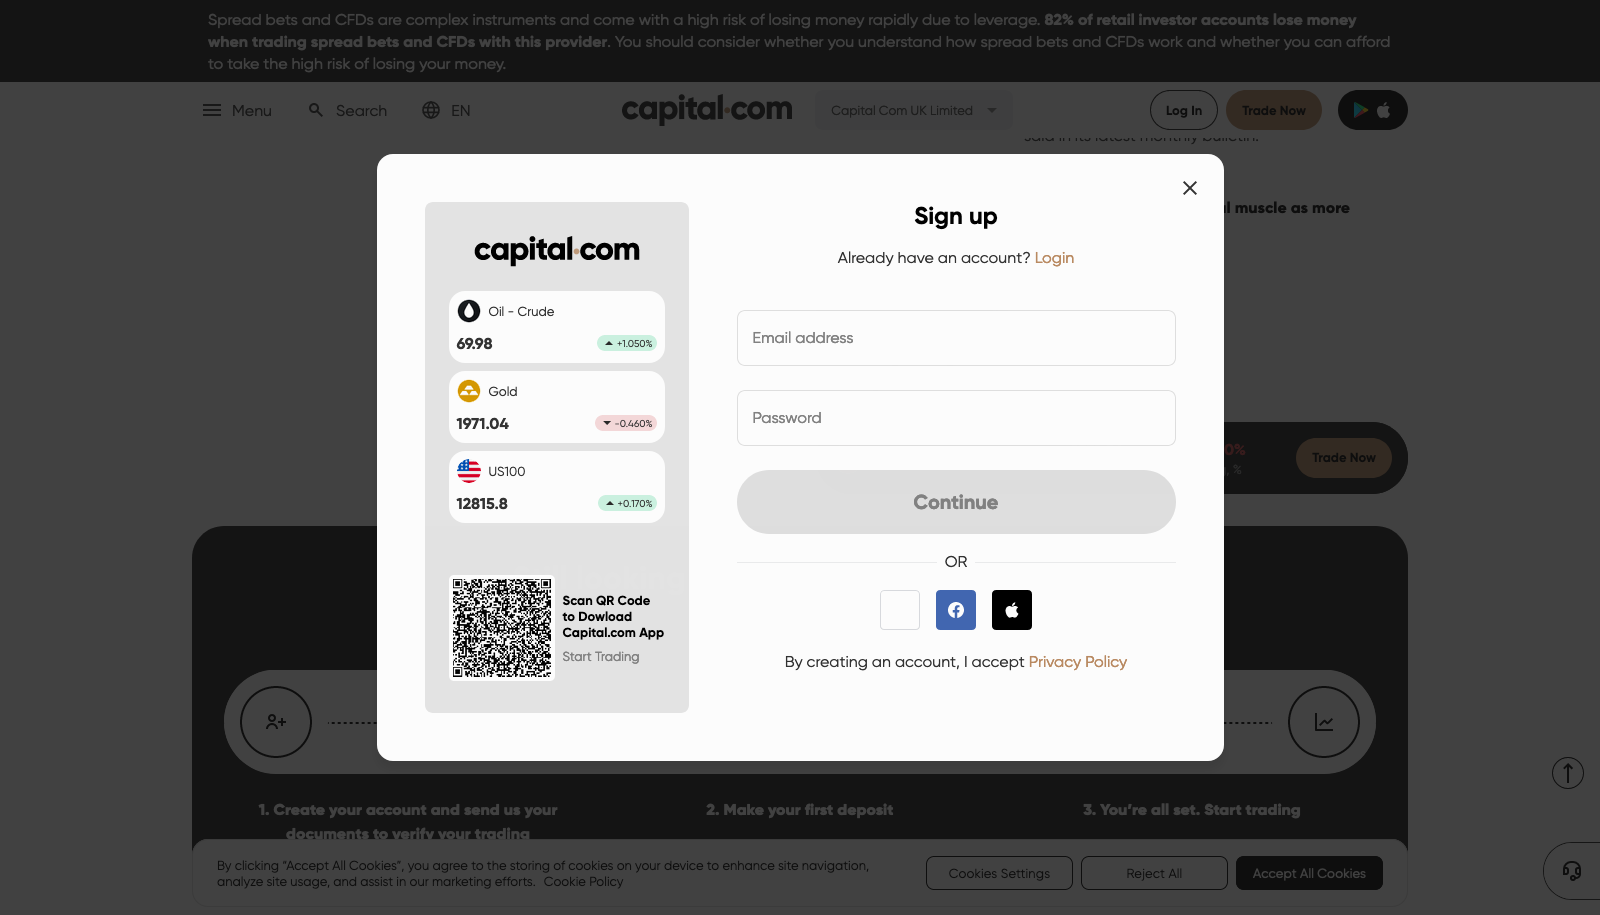 Spread bets and CFDs are complex instruments and come with a high risk of losing money rapidly due to leverage. 82% of retail investor accounts lose money
when trading spread bets and CFDs with this provider. You should consider whether you understand how spread bets and CFDs work and whether you can afford
to take the high risk of losing your money.
Menu Search EN capital.com Capital Com UK Limited Log In Trade Now
said in its latest monthly bulletin.
muscle as more
Sign up
Already have an account? Login
Email address
Password
Continue
OR
By creating an account, I accept Privacy Policy
capital.com
Oil - Crude
69.98 +1.050%
Gold
1971.04 -0.460%
US100
12815.8 +0.170%
Scan QR Code
to Dowload
Capital.com App
Start Trading
Trade Now
1. Create your account and send us your
documents to verify your trading
2. Make your first deposit
3. You're all set. Start trading
By clicking “Accept All Cookies”, you agree to the storing of cookies on your device to enhance site navigation,
analyze site usage, and assist in our marketing efforts. Cookie Policy
Cookies Settings
Reject All
Accept All Cookies